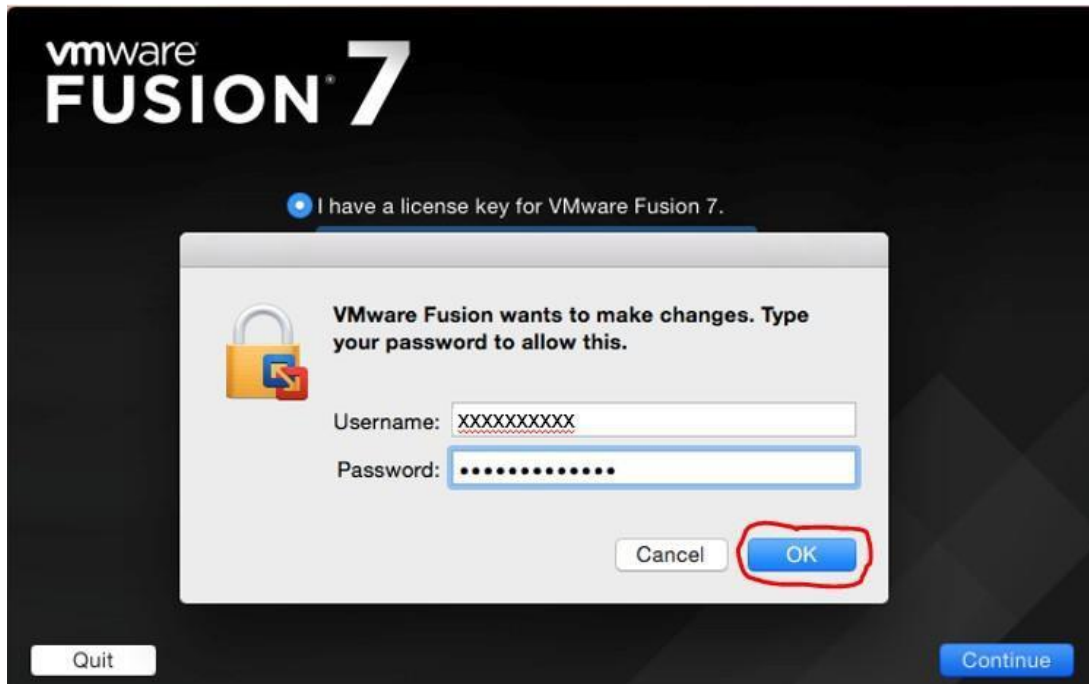 vmware
FUSION® 7
I have a license key for VMware Fusion 7.
VMware Fusion wants to make changes. Type
your password to allow this.
Username: XXXXXXXXXX
Password: •••••••••••••
Cancel OK
Quit Continue